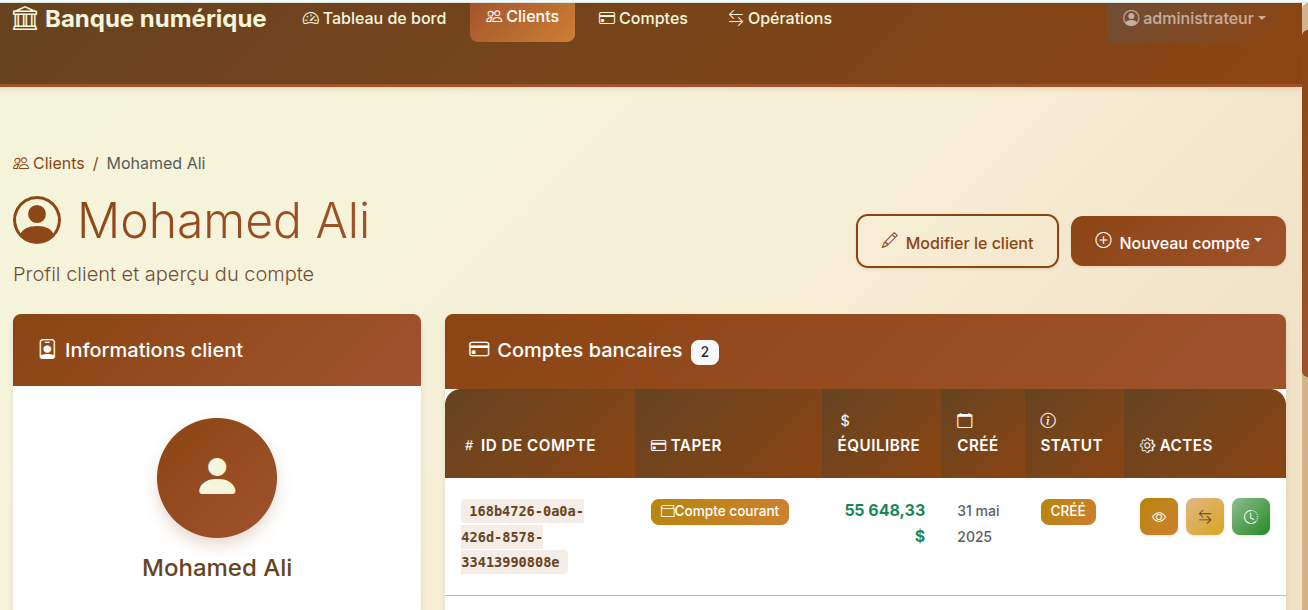 Banque numérique
Tableau de bord
Clients
Comptes
Opérations
administrateur
Clients / Mohamed Ali
Mohamed Ali
Profil client et aperçu du compte
Modifier le client
Nouveau compte
Informations client
Mohamed Ali
Comptes bancaires 2
# ID DE COMPTE
TAPER
$
ÉQUILIBRE
CRÉÉ
STATUT
ACTES
168b4726-0a0a-
426d-8578-
33413990808e
Compte courant
55 648,33
$
31 mai
2025
CRÉÉ